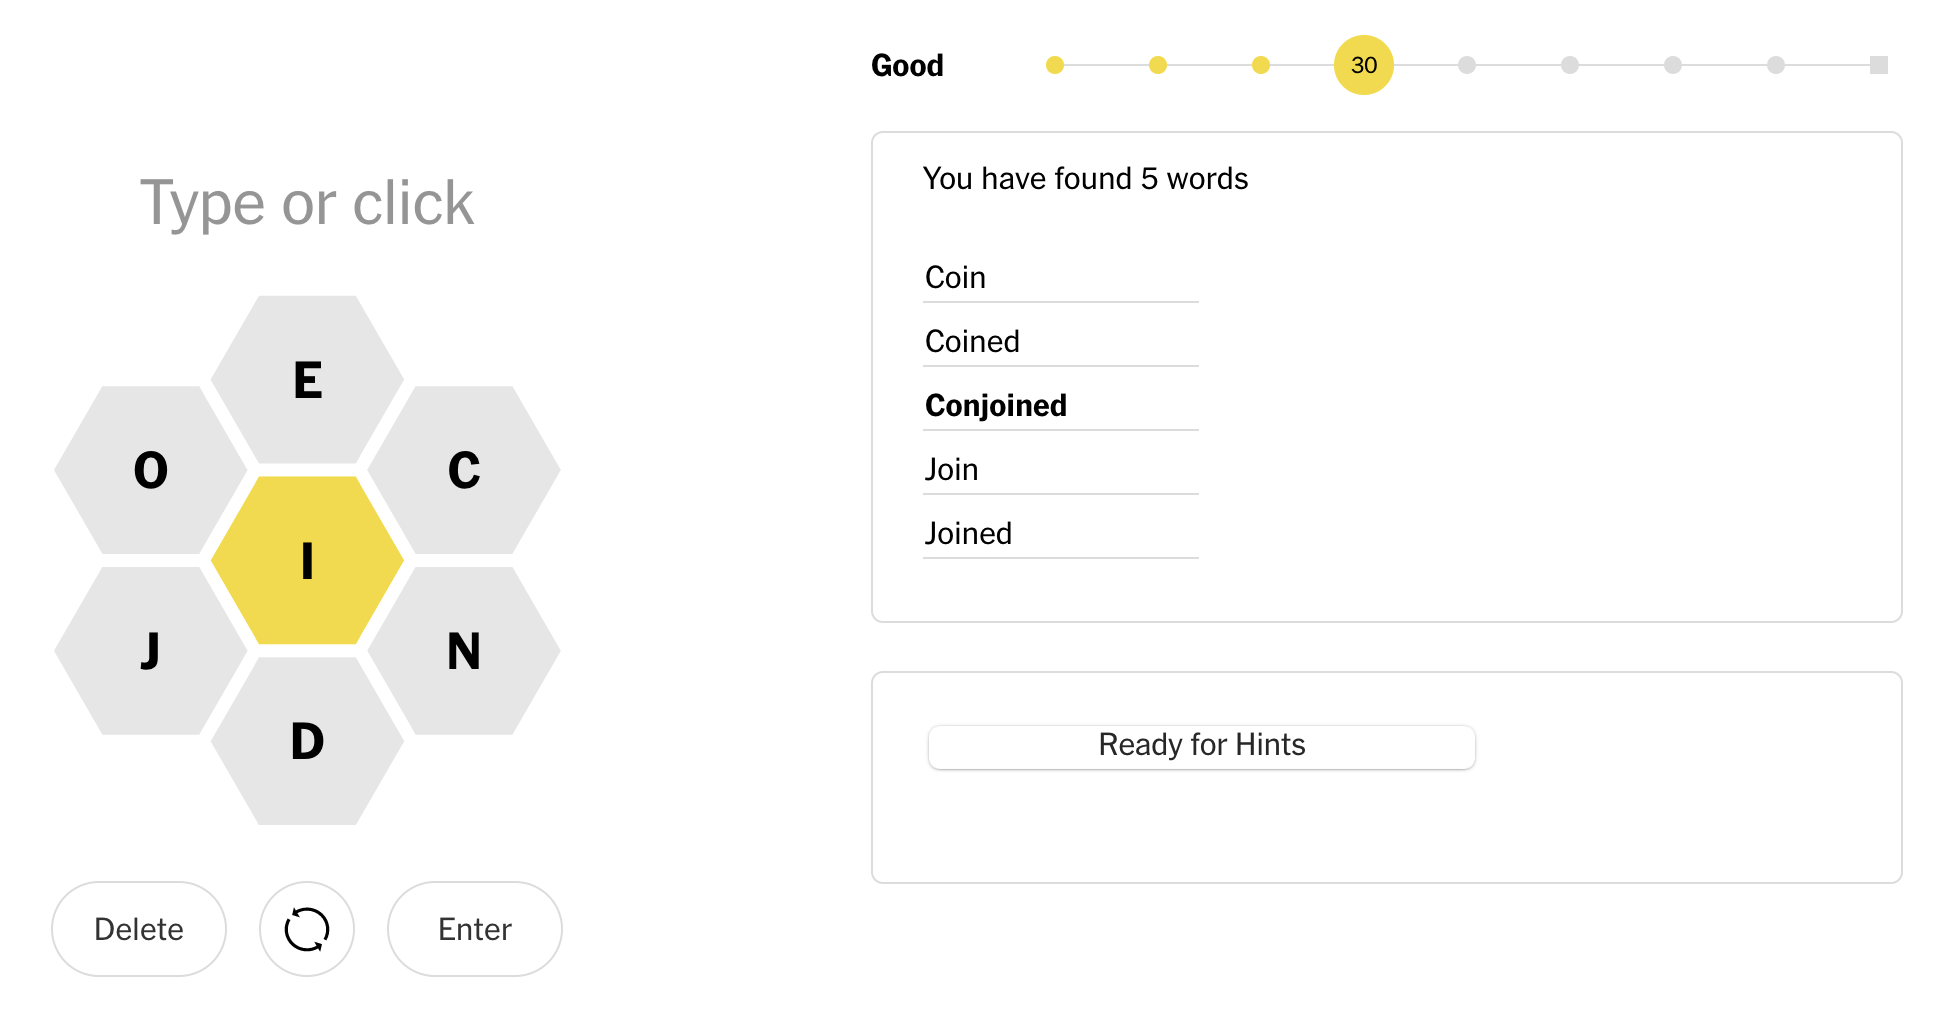 Good
30
Type or click
E
O
C
I
J
N
D
Delete
Enter
You have found 5 words
Coin
Coined
Conjoined
Join
Joined
Ready for Hints